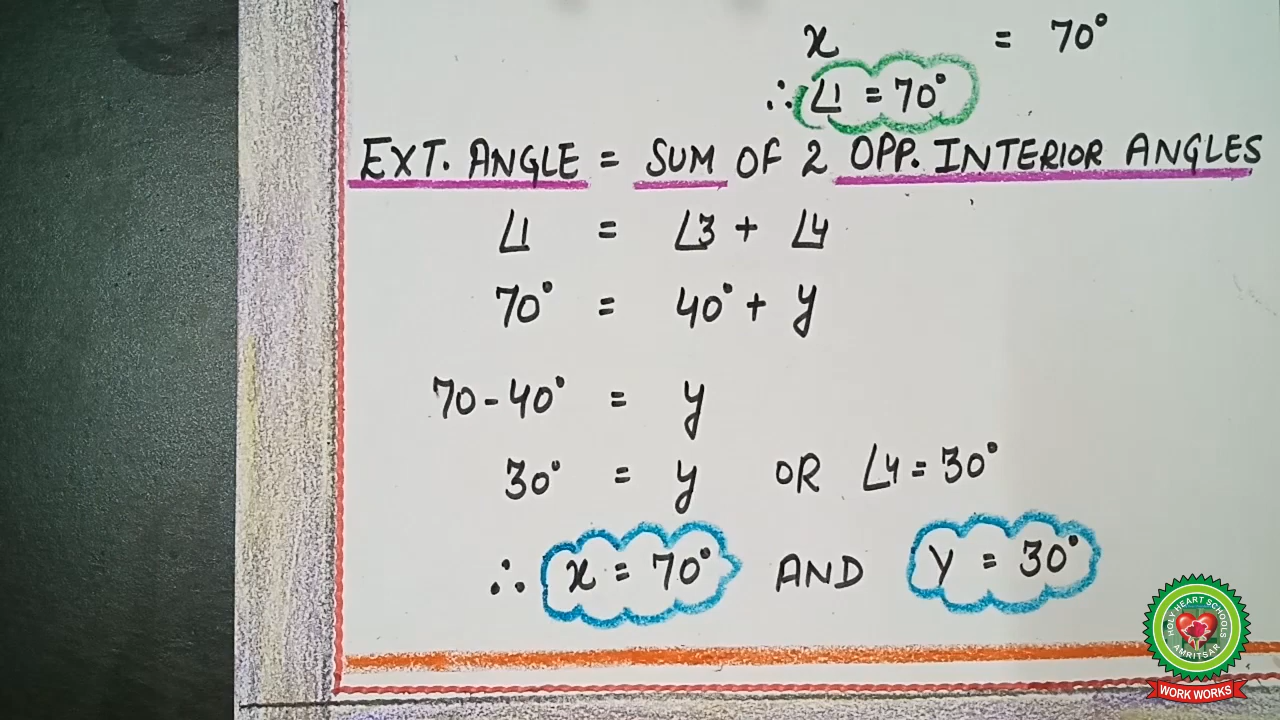 x = 70°
∴ ∠1 = 70°
EXT. ANGLE = SUM OF 2 OPP. INTERIOR ANGLES
∠1 = ∠3 + ∠4
70° = 40° + y
70 - 40° = y
30° = y OR ∠4 = 30°
∴ x = 70° AND y = 30°
HOLY HEART SCHOOLS
AMRITSAR
WORK WORKS